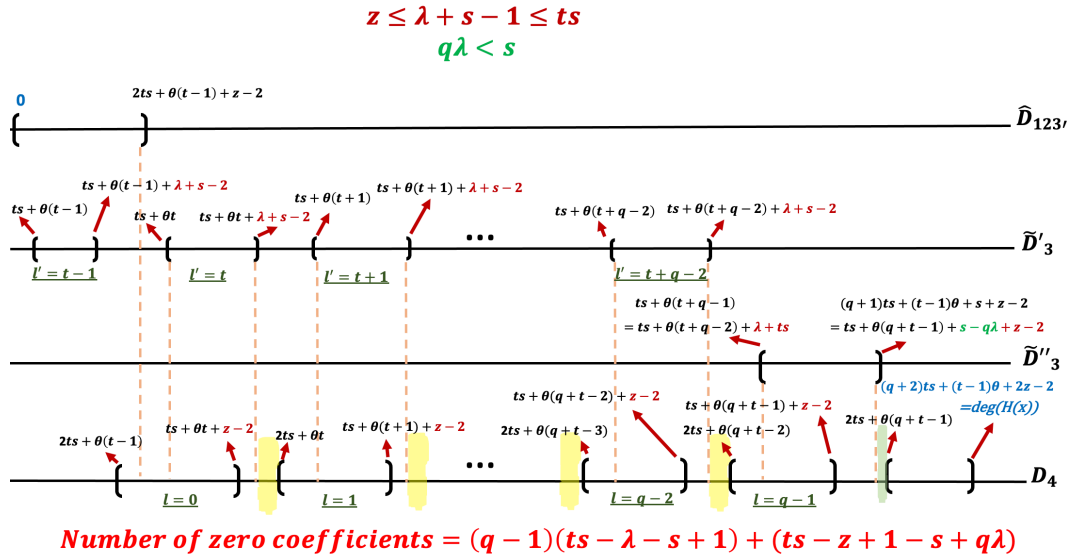 z ≤ λ + s − 1 ≤ ts
qλ < s
0
2ts + θ(t − 1) + z − 2
D̂₁₂₃′
ts + θ(t − 1) + λ + s − 2
ts + θ(t − 1)
ts + θt
ts + θt + λ + s − 2
ts + θ(t + 1)
ts + θ(t + 1) + λ + s − 2
ts + θ(t + q − 2)
ts + θ(t + q − 2) + λ + s − 2
...
D̃′₃
l′ = t − 1
l′ = t
l′ = t + 1
l′ = t + q − 2
ts + θ(t + q − 1)
= ts + θ(t + q − 2) + λ + ts
(q + 1)ts + (t − 1)θ + s + z − 2
= ts + θ(q + t − 1) + s − qλ + z − 2
D̃′′₃
(q + 2)ts + (t − 1)θ + 2z − 2
=deg(H(x))
2ts + θ(t − 1)
ts + θt + z − 2
2ts + θt
ts + θ(t + 1) + z − 2
ts + θ(q + t − 2) + z − 2
2ts + θ(q + t − 3)
ts + θ(q + t − 1) + z − 2
2ts + θ(q + t − 2)
2ts + θ(q + t − 1)
...
D₄
l = 0
l = 1
l = q − 2
l = q − 1
Number of zero coefficients = (q − 1)(ts − λ − s + 1) + (ts − z + 1 − s + qλ)